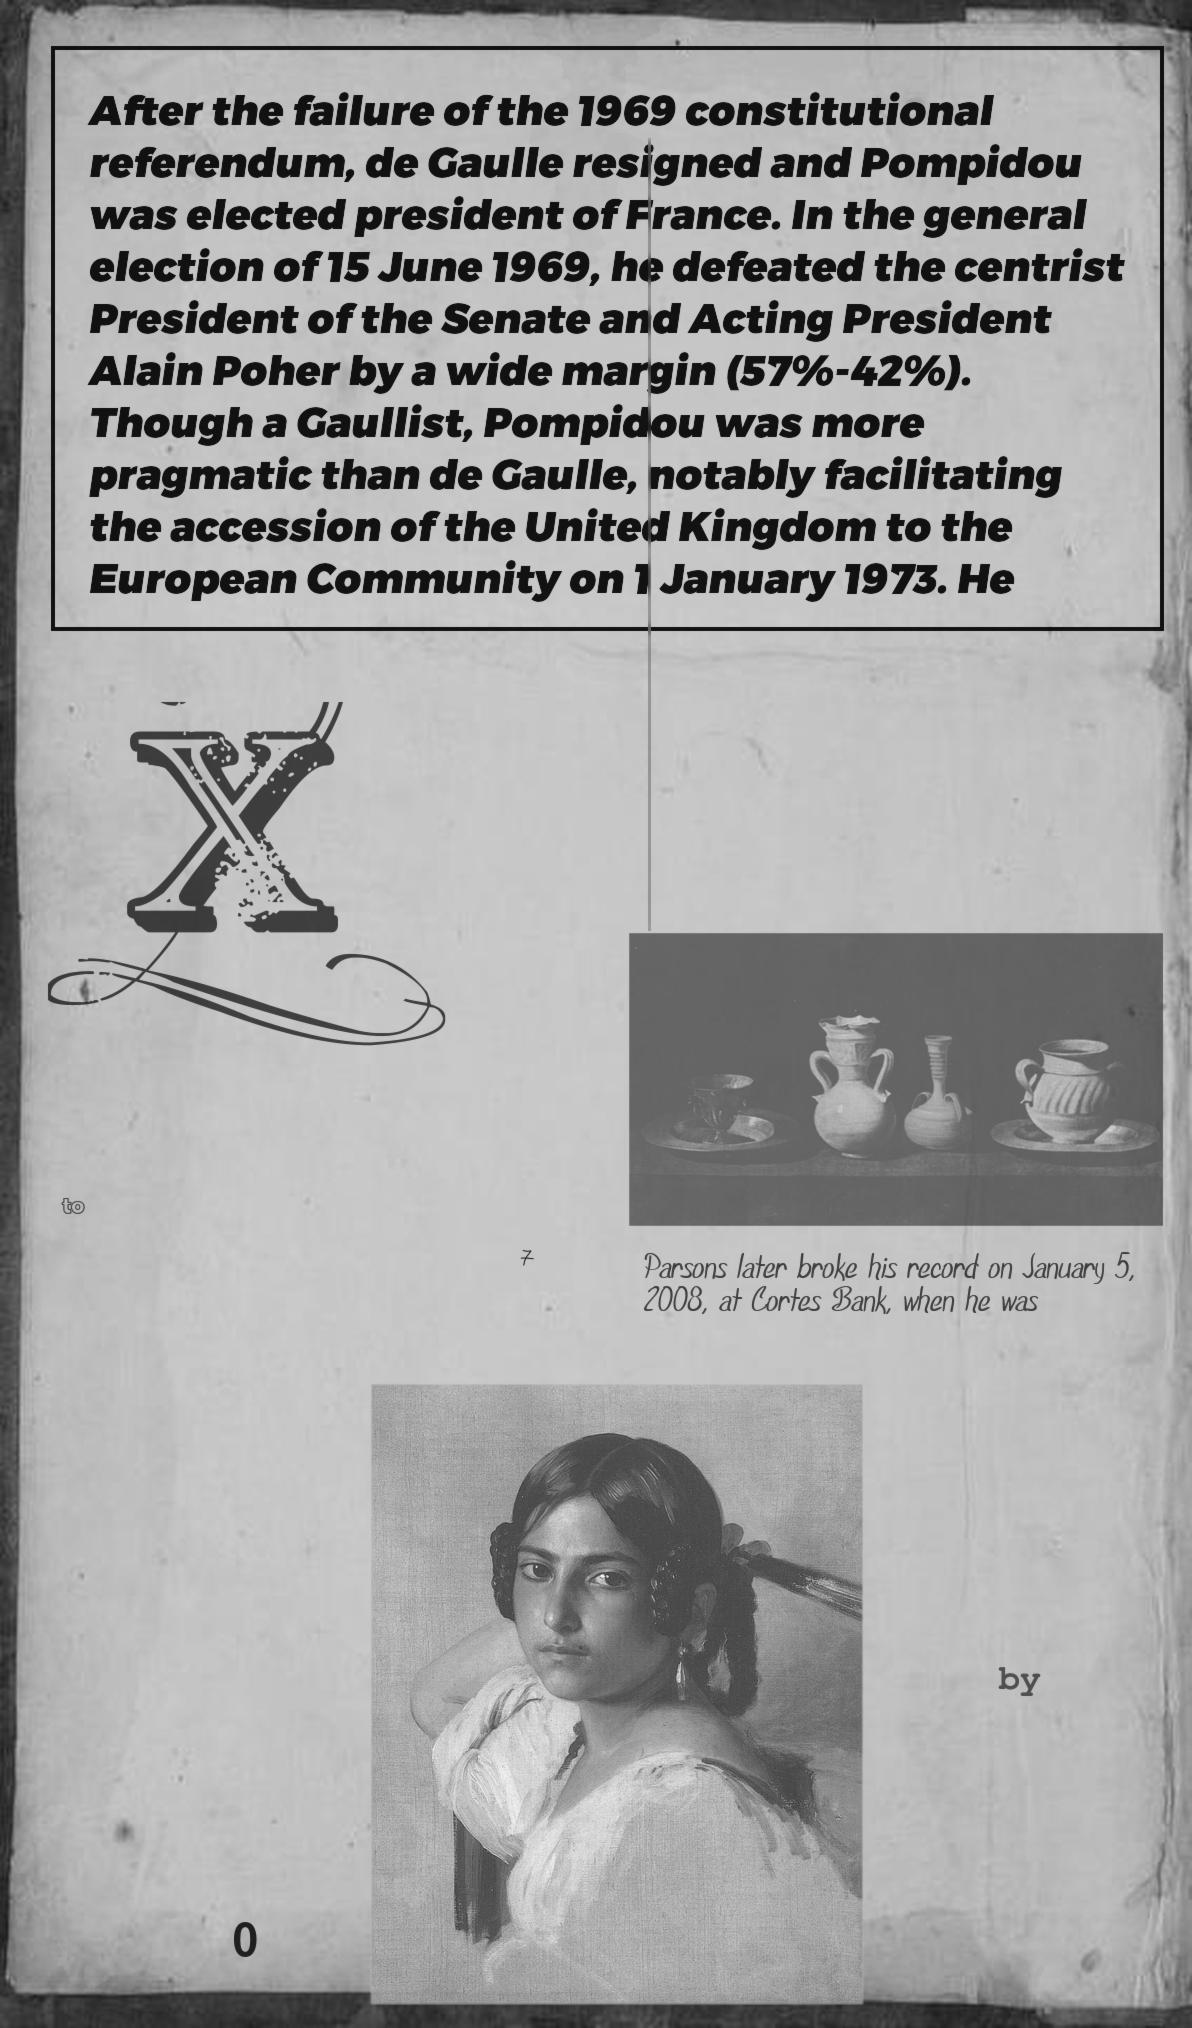 After the failure of the 1969 constitutional
referendum, de Gaulle resigned and Pompidou
was elected president of France. In the general
election of 15 June 1969, he defeated the centrist
President of the Senate and Acting President
Alain Poher by a wide margin (57%-42%).
Though a Gaullist, Pompidou was more
pragmatic than de Gaulle, notably facilitating
the accession of the United Kingdom to the
European Community on 1 January 1973. He
X
to
7
Parsons later broke his record on January 5,
2008, at Cortes Bank, when he was
by
0